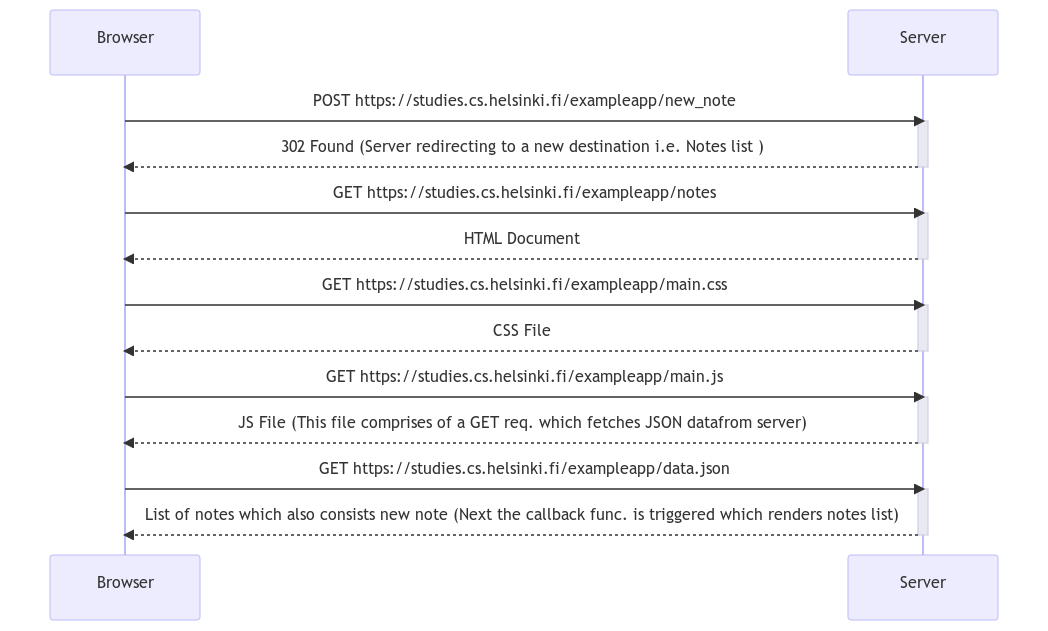 Browser
Server
POST https://studies.cs.helsinki.fi/exampleapp/new_note
302 Found (Server redirecting to a new destination i.e. Notes list )
GET https://studies.cs.helsinki.fi/exampleapp/notes
HTML Document
GET https://studies.cs.helsinki.fi/exampleapp/main.css
CSS File
GET https://studies.cs.helsinki.fi/exampleapp/main.js
JS File (This file comprises of a GET req. which fetches JSON datafrom server)
GET https://studies.cs.helsinki.fi/exampleapp/data.json
List of notes which also consists new note (Next the callback func. is triggered which renders notes list)
Browser
Server